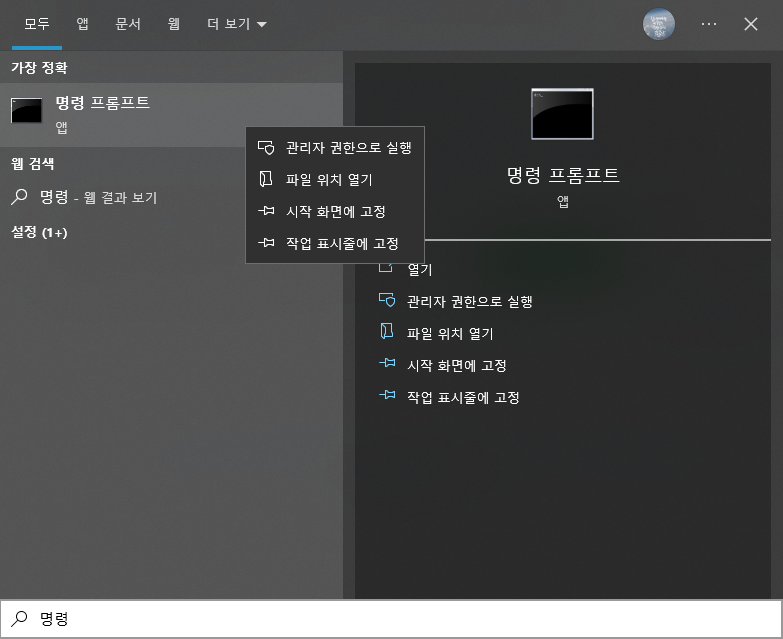 모두 앱 문서 웹 더 보기
가장 정확
명령 프롬프트
앱
웹 검색
명령 - 웹 결과 보기
설정 (1+)
관리자 권한으로 실행
파일 위치 열기
시작 화면에 고정
작업 표시줄에 고정
명령 프롬프트
앱
열기
관리자 권한으로 실행
파일 위치 열기
시작 화면에 고정
작업 표시줄에 고정
명령